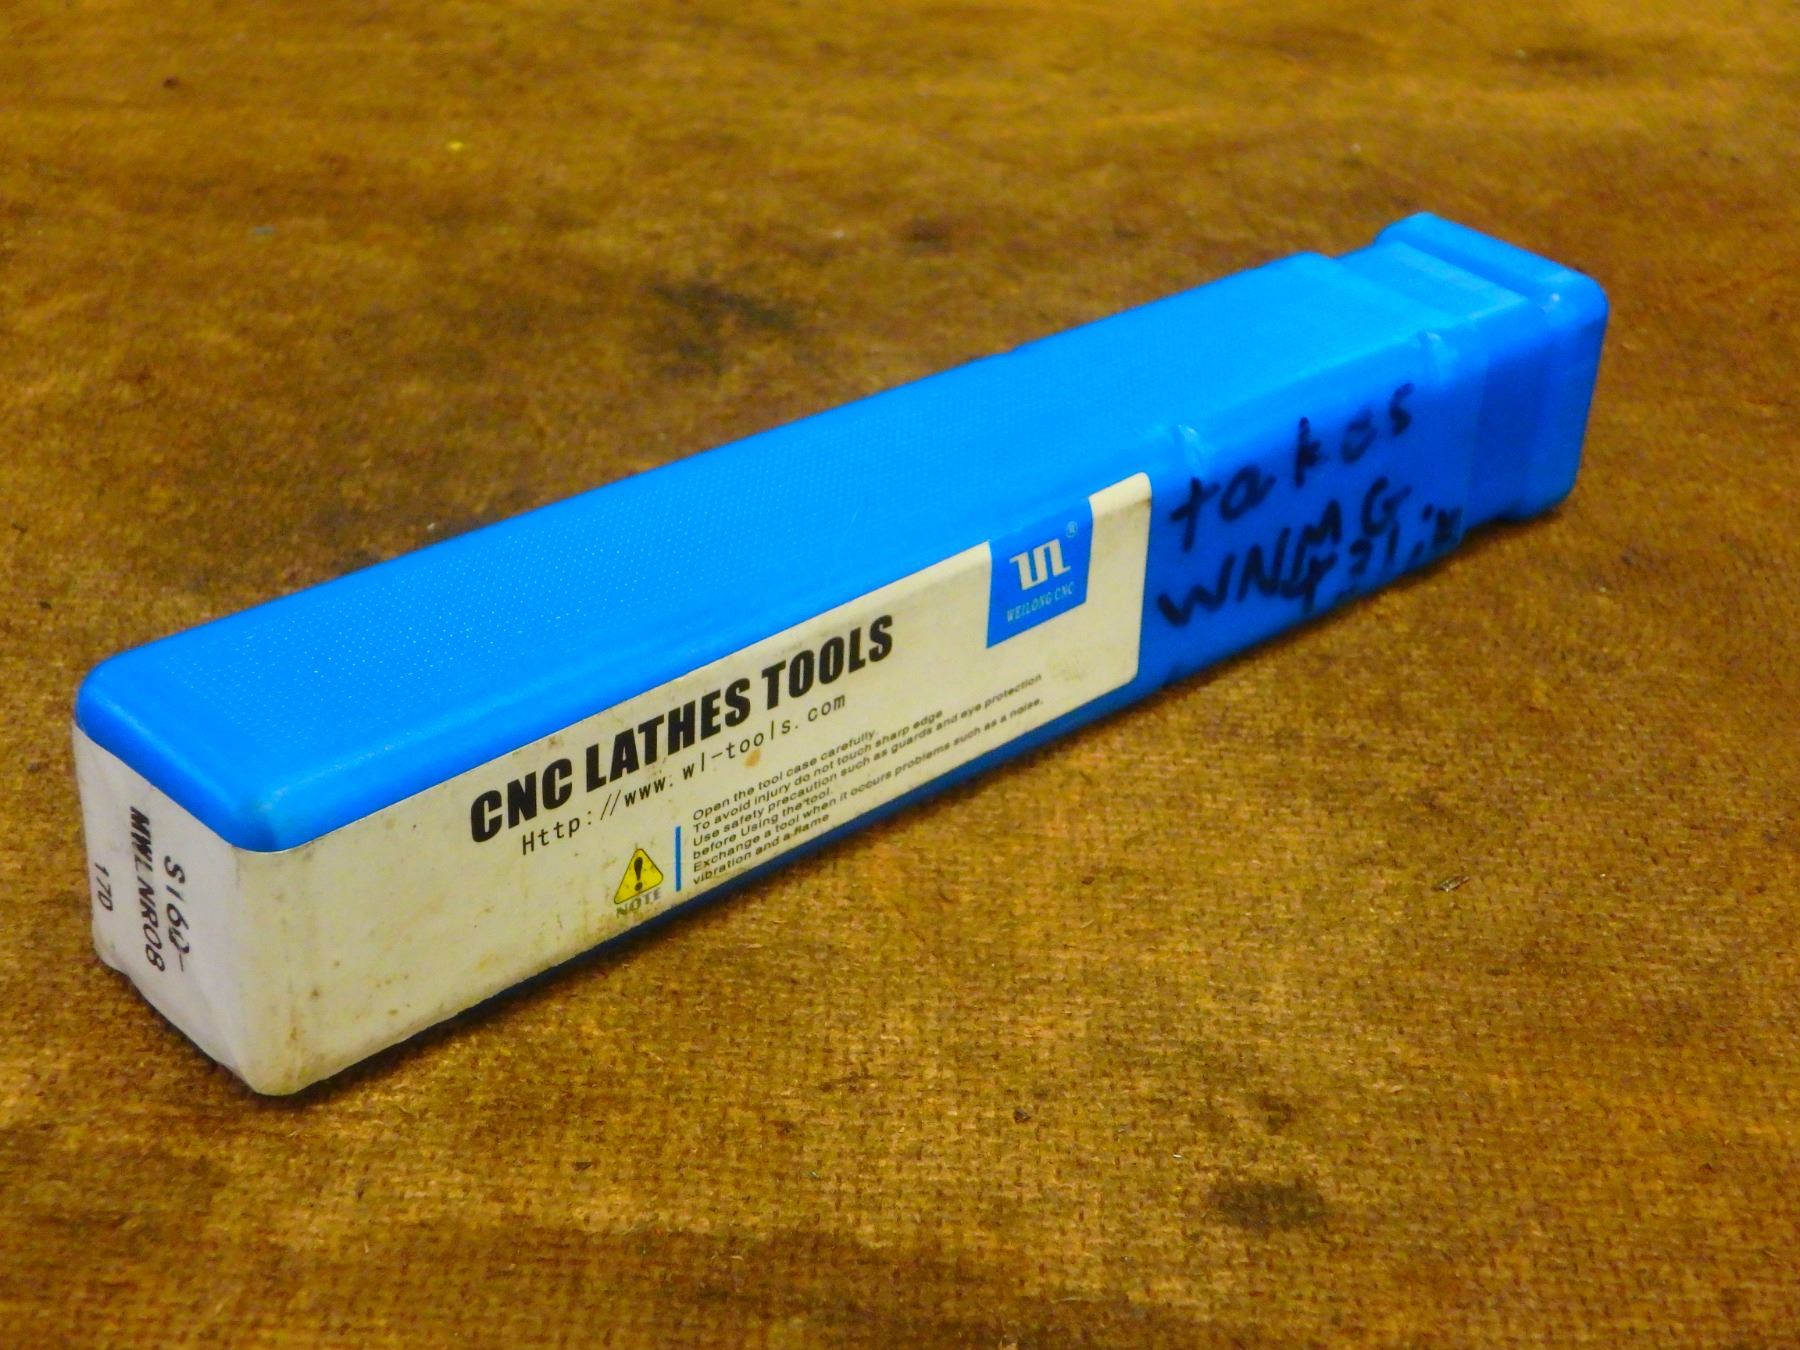 S16Q-
MWLNR08
170
CNC LATHES TOOLS
Http://www.wl-tools.com
NOTE
Open the tool case carefully.
To avoid injury do not touch sharp edge
Use safety precaution such as guards and eye protection
before Using the tool.
Exchange a tool when it occurs problems such as a noise,
vibration and a flame
®
WEILONG CNC
takes
WNMG